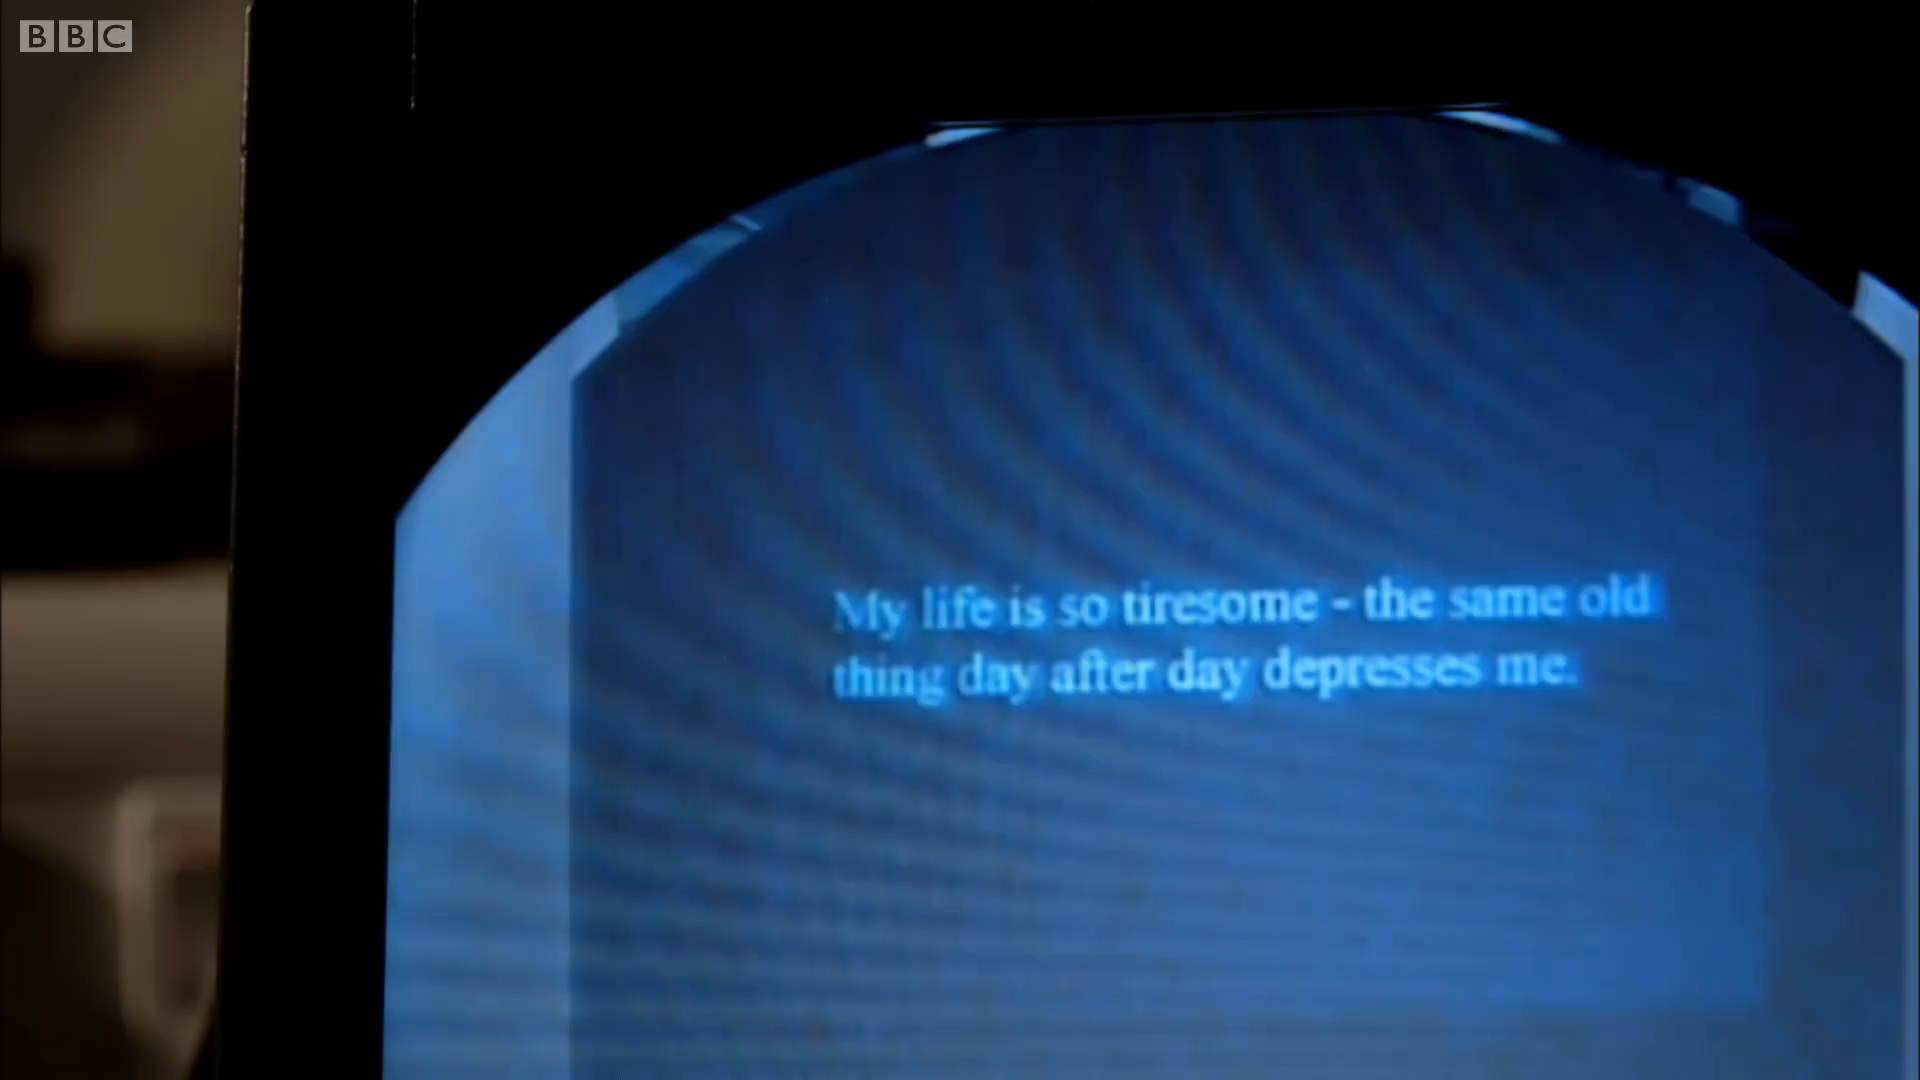 BBC
My life is so tiresome - the same old
thing day after day depresses me.